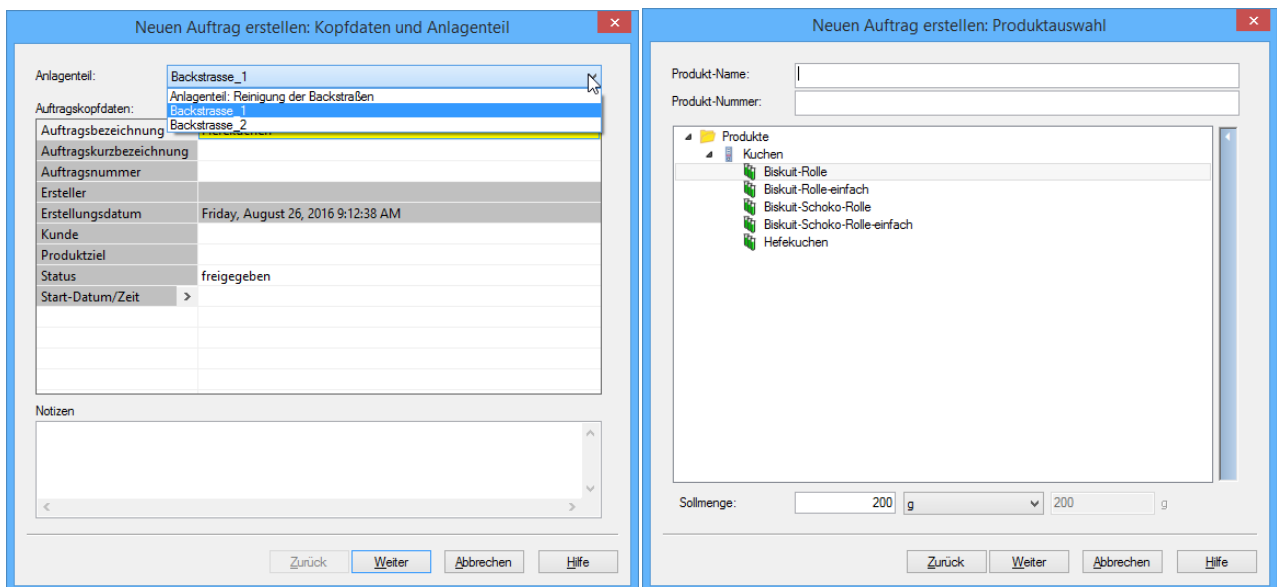 Neuen Auftrag erstellen: Kopfdaten und Anlagenteil
Anlagenteil:
Backstrasse_1
Anlagenteil: Reinigung der Backstraßen
Backstrasse_1
Backstrasse_2
Auftragskopfdaten:
Auftragsbezeichnung
Auftragskurzbezeichnung
Auftragsnummer
Ersteller
Erstellungsdatum Friday, August 26, 2016 9:12:38 AM
Kunde
Produktziel
Status freigegeben
Start-Datum/Zeit >
Notizen
Zurück Weiter Abbrechen Hilfe
Neuen Auftrag erstellen: Produktauswahl
Produkt-Name:
Produkt-Nummer:
Produkte
Kuchen
Biskuit-Rolle
Biskuit-Rolle-einfach
Biskuit-Schoko-Rolle
Biskuit-Schoko-Rolle-einfach
Hefekuchen
Sollmenge: 200 g 200 g
Zurück Weiter Abbrechen Hilfe